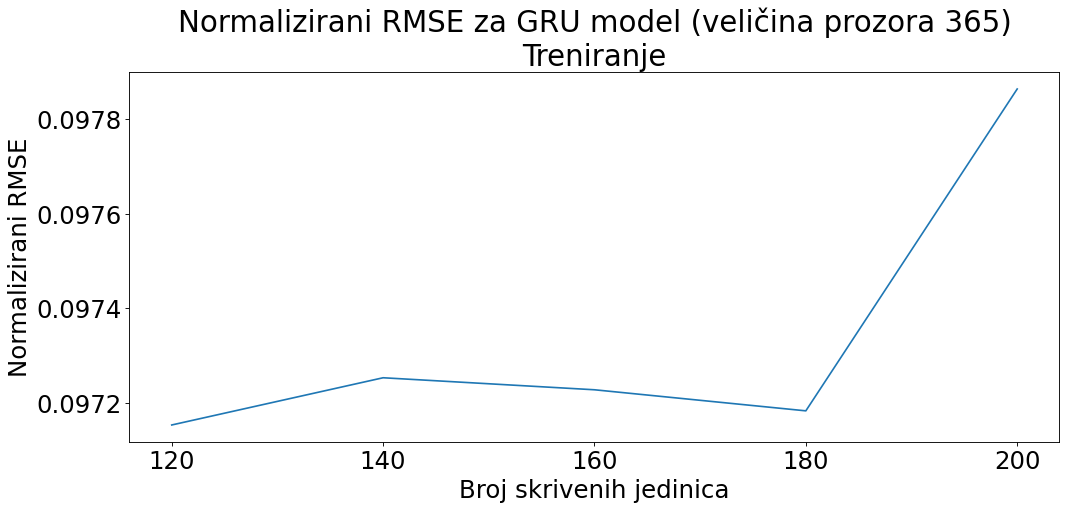 Normalizirani RMSE za GRU model (veličina prozora 365)
Treniranje
Normalizirani RMSE
0.0978
0.0976
0.0974
0.0972
120 140 160 180 200
Broj skrivenih jedinica